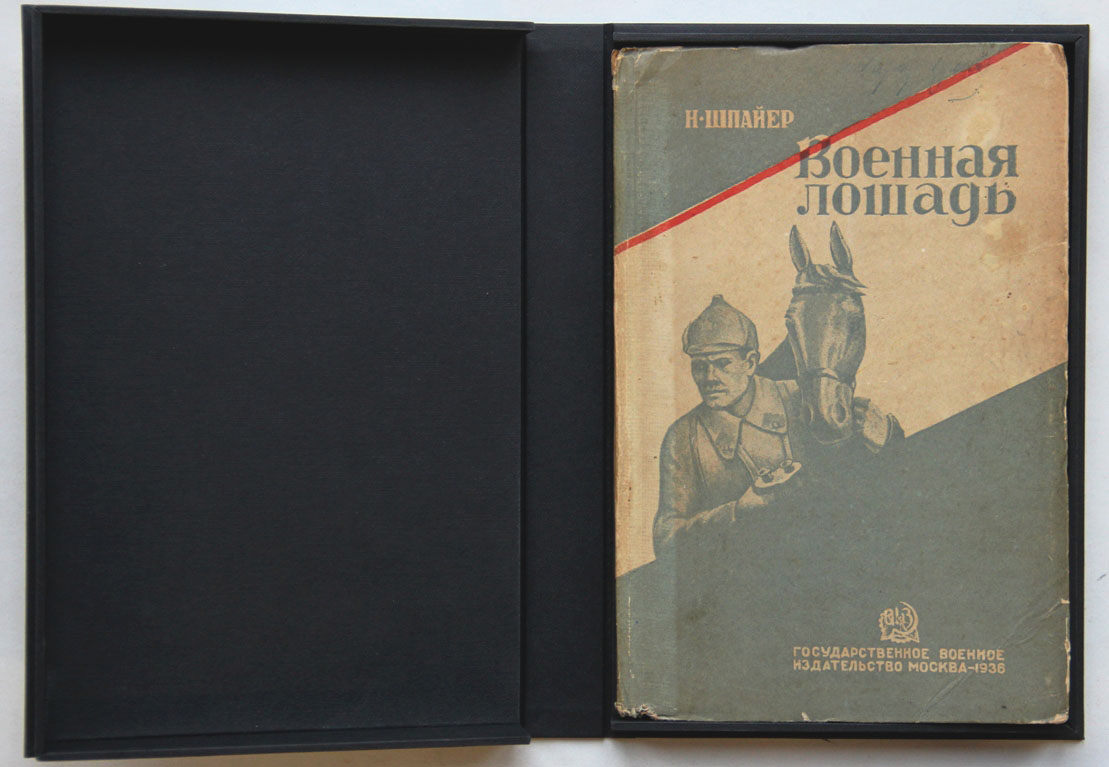 Н·ШПАЙЕР
Военная
лошадь
ГОСУДАРСТВЕННОЕ ВОЕННОЕ
ИЗДАТЕЛЬСТВО МОСКВА-1936